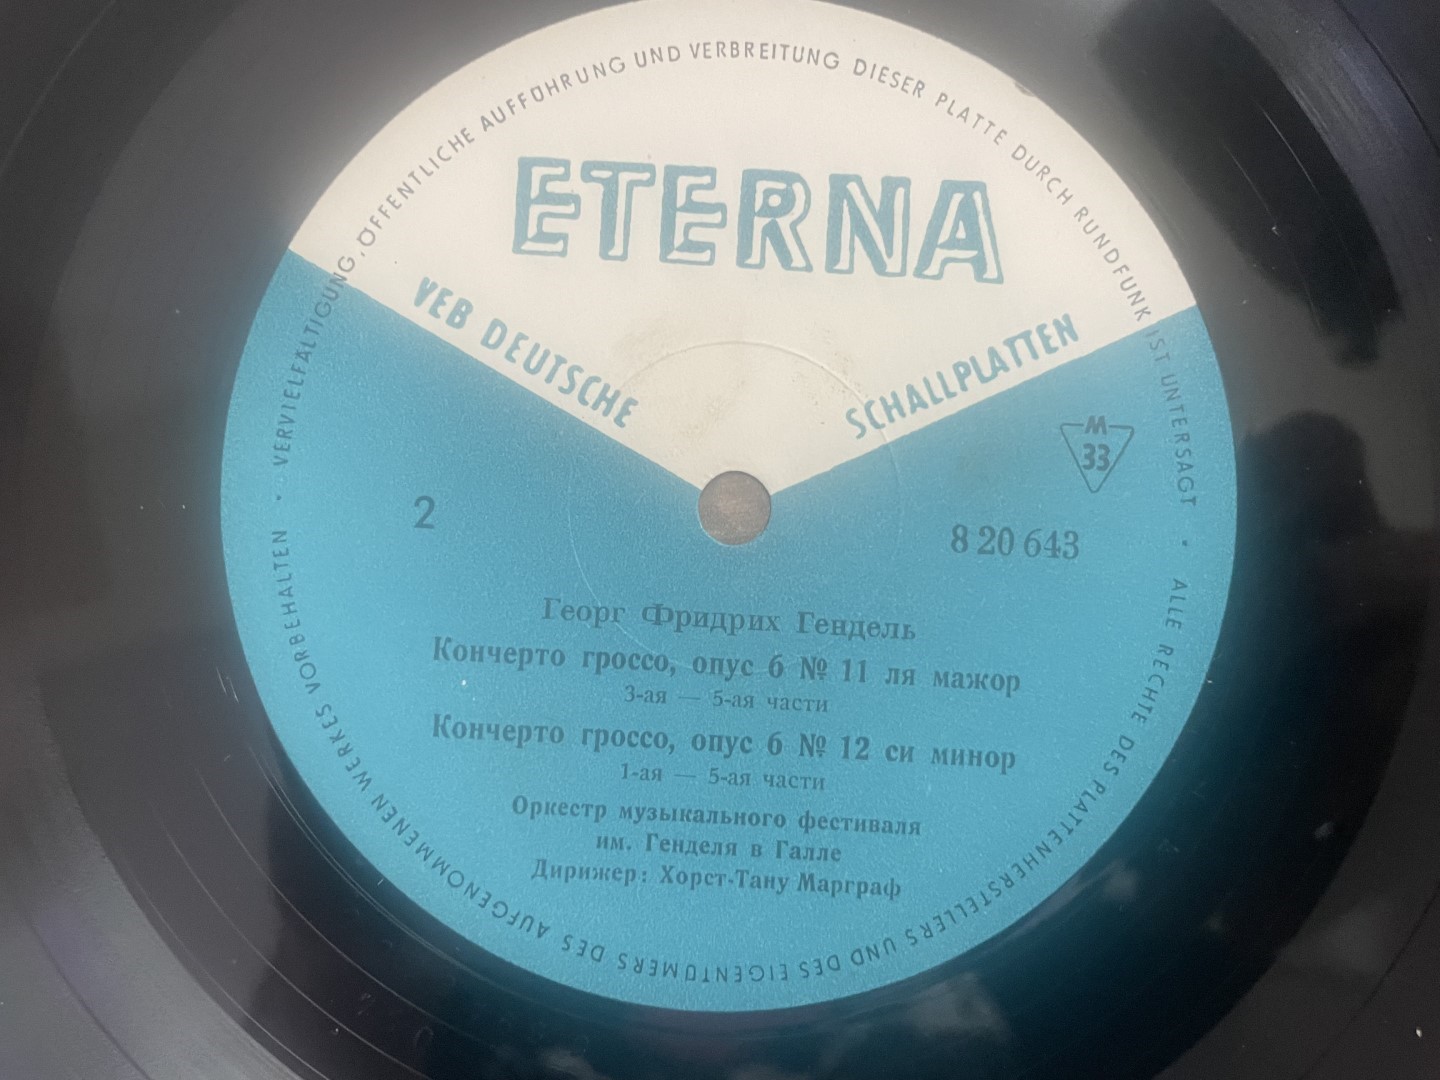 VERVIELFÄLTIGUNG, ÖFFENTLICHE AUFFÜHRUNG UND VERBREITUNG DIESER PLATTE DURCH RUNDFUNK IST UNTERSAGT • ALLE RECHTE DES PLATTENHERSTELLERS UND DES EIGENTÜMERS DES AUFGENOMMENEN WERKES VORBEHALTEN •
ETERNA
VEB DEUTSCHE SCHALLPLATTEN
M
33
2
8 20 643
Георг Фридрих Гендель
Кончерто гроссо, опус 6 № 11 ля мажор
3-ая — 5-ая части
Кончерто гроссо, опус 6 № 12 си минор
1-ая — 5-ая части
Оркестр музыкального фестиваля
им. Генделя в Галле
Дирижер: Хорст-Тану Марграф